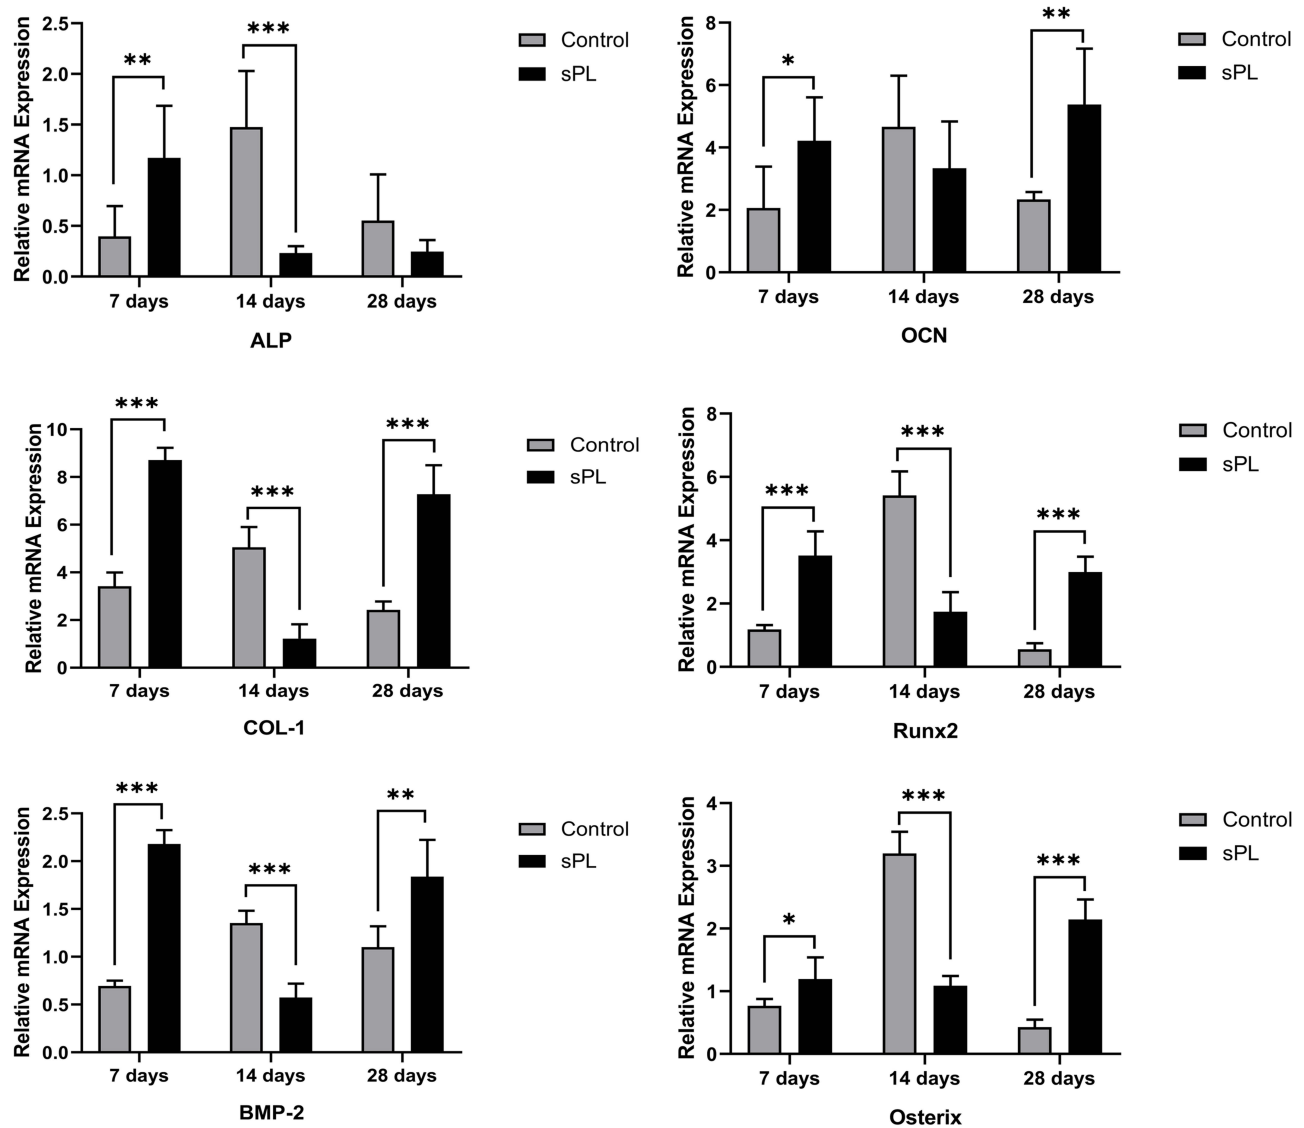 Relative mRNA Expression
2.5
2.0
1.5
1.0
0.5
0.0
**
***
7 days 14 days 28 days
ALP
Control
sPL
Relative mRNA Expression
8
6
4
2
0
*
**
7 days 14 days 28 days
OCN
Control
sPL
Relative mRNA Expression
10
8
6
4
2
0
***
***
***
7 days 14 days 28 days
COL-1
Control
sPL
Relative mRNA Expression
8
6
4
2
0
***
***
***
7 days 14 days 28 days
Runx2
Control
sPL
Relative mRNA Expression
2.5
2.0
1.5
1.0
0.5
0.0
***
***
**
7 days 14 days 28 days
BMP-2
Control
sPL
Relative mRNA Expression
4
3
2
1
0
*
***
***
7 days 14 days 28 days
Osterix
Control
sPL